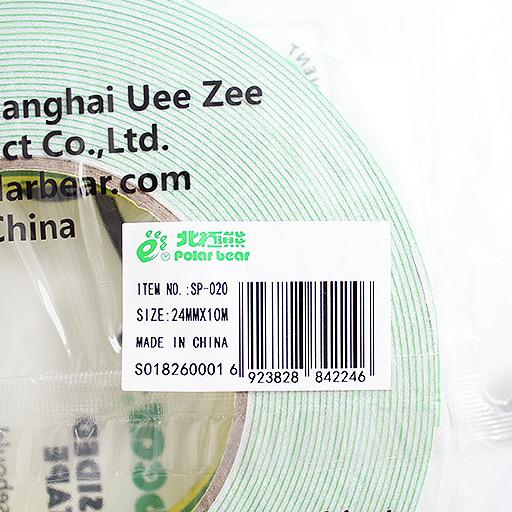 anghai Uee Zee
ct Co.,Ltd.
larbear.com
China
北极熊
® Polar bear
ITEM NO.:SP-020
SIZE:24MMX10M
MADE IN CHINA
S018260001
6 923828 842246